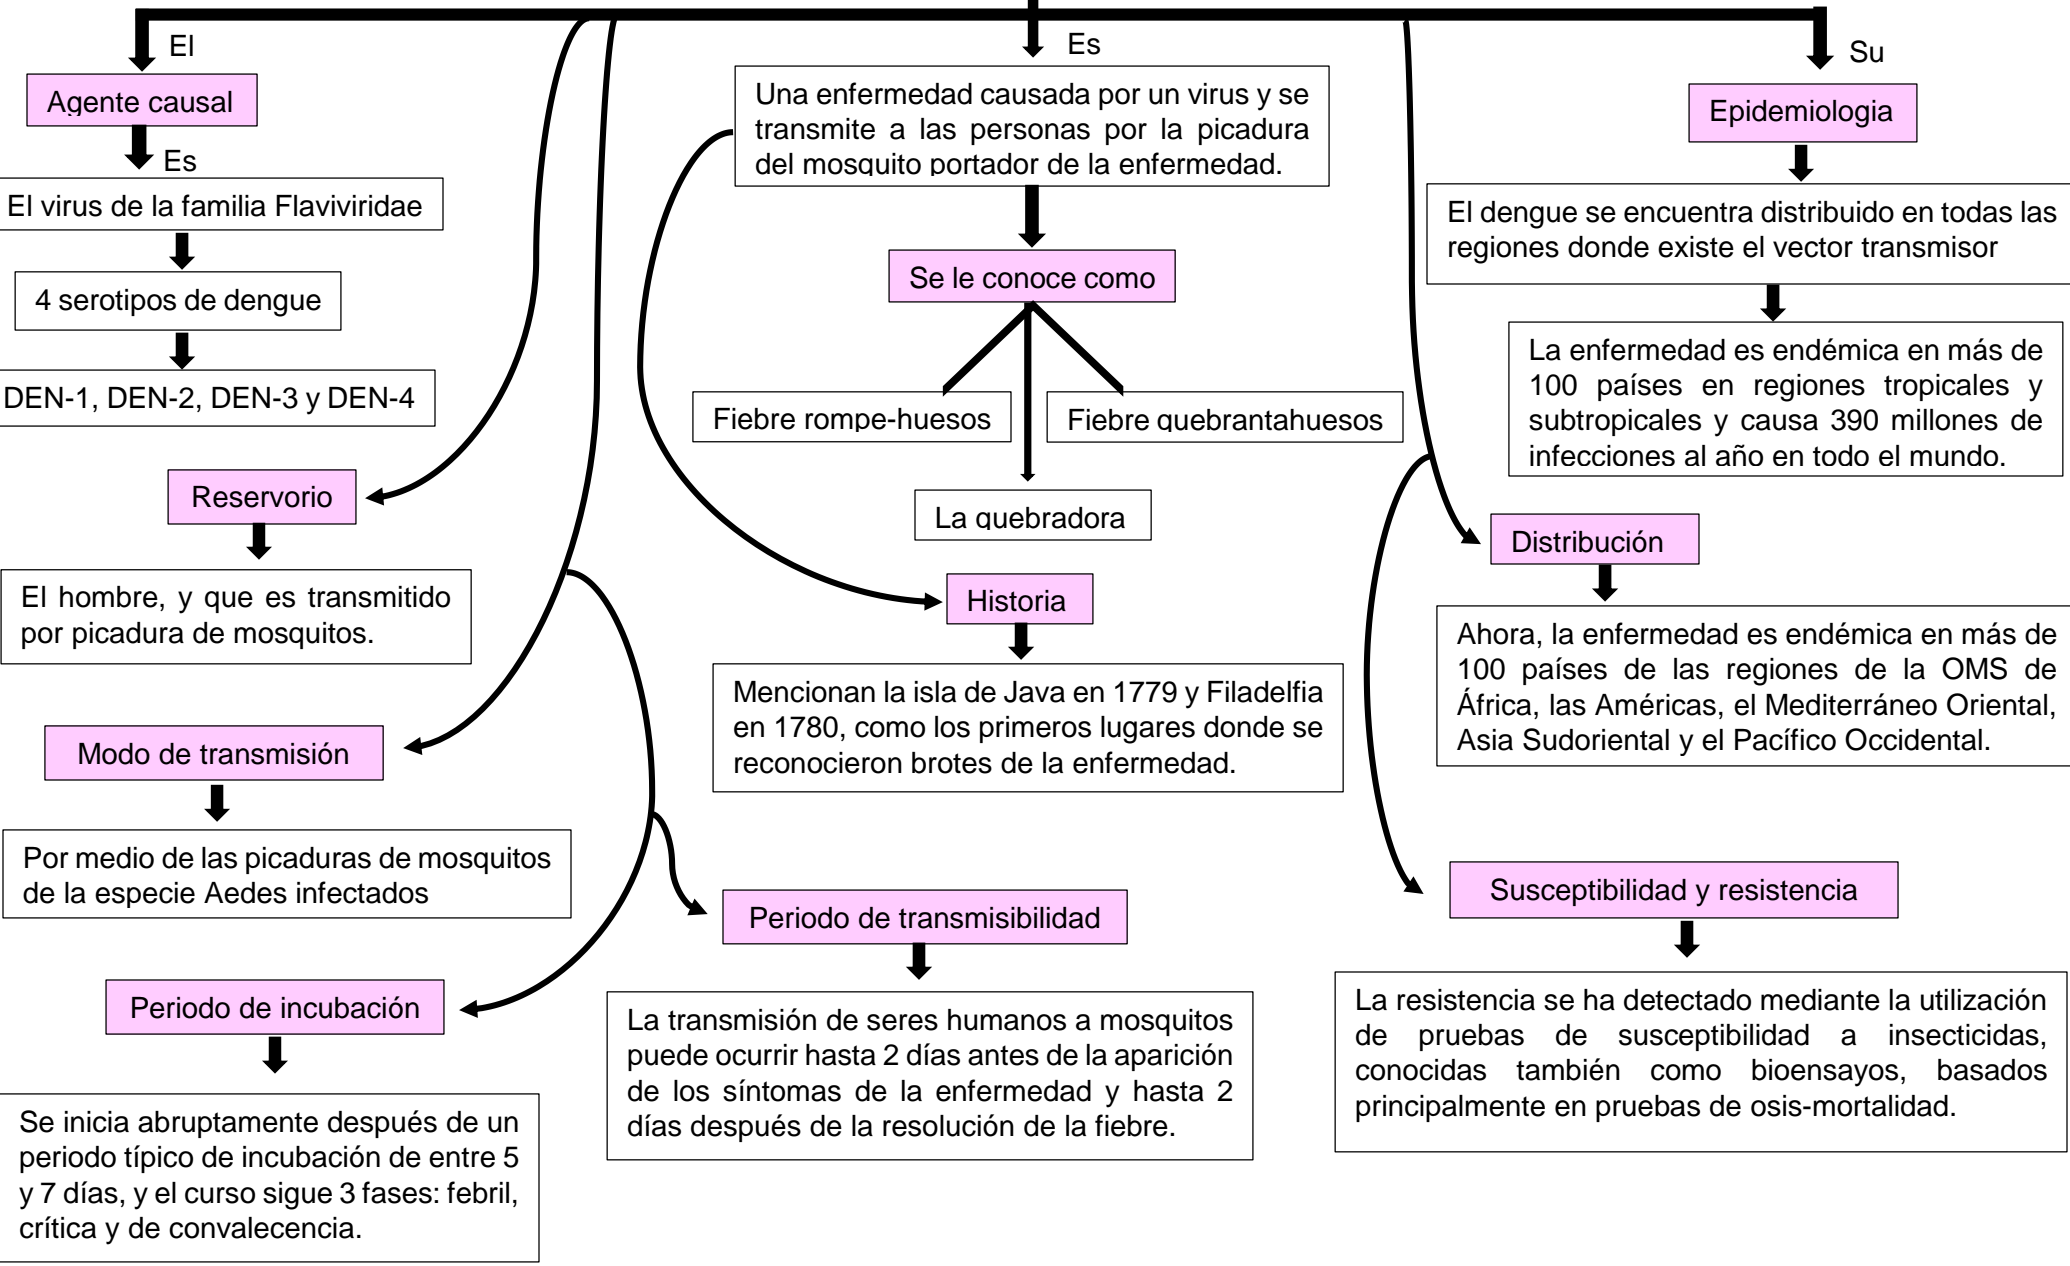 El
Agente causal
Es
El virus de la familia Flaviviridae
4 serotipos de dengue
DEN-1, DEN-2, DEN-3 y DEN-4
Reservorio
El hombre, y que es transmitido
por picadura de mosquitos.
Modo de transmisión
Por medio de las picaduras de mosquitos
de la especie Aedes infectados
Periodo de incubación
Se inicia abruptamente después de un
periodo típico de incubación de entre 5
y 7 días, y el curso sigue 3 fases: febril,
crítica y de convalecencia.
Es
Una enfermedad causada por un virus y se
transmite a las personas por la picadura
del mosquito portador de la enfermedad.
Se le conoce como
Fiebre rompe-huesos
Fiebre quebrantahuesos
La quebradora
Historia
Mencionan la isla de Java en 1779 y Filadelfia
en 1780, como los primeros lugares donde se
reconocieron brotes de la enfermedad.
Periodo de transmisibilidad
La transmisión de seres humanos a mosquitos
puede ocurrir hasta 2 días antes de la aparición
de los síntomas de la enfermedad y hasta 2
días después de la resolución de la fiebre.
Su
Epidemiologia
El dengue se encuentra distribuido en todas las
regiones donde existe el vector transmisor
La enfermedad es endémica en más de
100 países en regiones tropicales y
subtropicales y causa 390 millones de
infecciones al año en todo el mundo.
Distribución
Ahora, la enfermedad es endémica en más de
100 países de las regiones de la OMS de
África, las Américas, el Mediterráneo Oriental,
Asia Sudoriental y el Pacífico Occidental.
Susceptibilidad y resistencia
La resistencia se ha detectado mediante la utilización
de pruebas de susceptibilidad a insecticidas,
conocidas también como bioensayos, basados
principalmente en pruebas de osis-mortalidad.